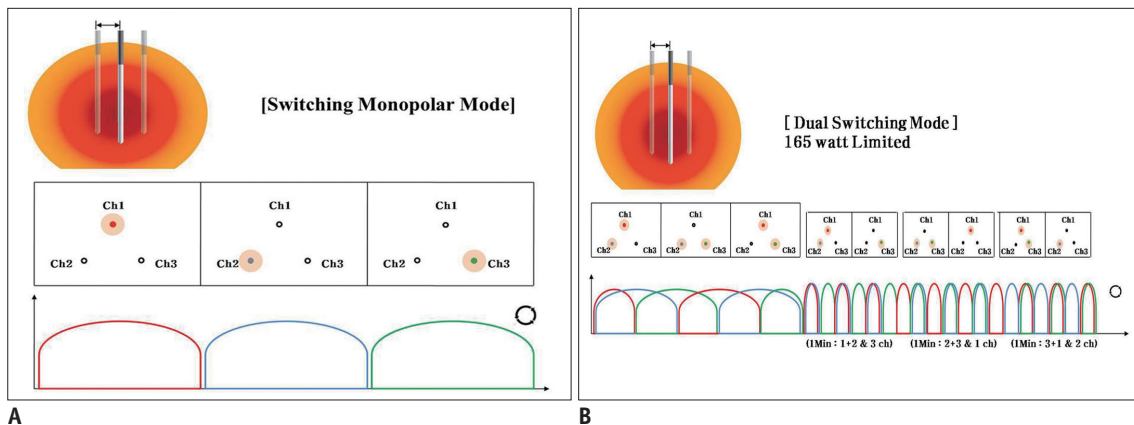 [Switching Monopolar Mode]
Ch1
Ch2
Ch3
Ch1
Ch2
Ch3
Ch1
Ch2
Ch3
A
[ Dual Switching Mode ]
165 watt Limited
Ch1
Ch2
Ch3
Ch1
Ch2
Ch3
Ch1
Ch2
Ch3
Ch1
Ch2
Ch3
Ch1
Ch2
Ch3
Ch1
Ch2
Ch3
Ch1
Ch2
Ch3
Ch1
Ch2
Ch3
Ch1
Ch2
Ch3
(1Min : 1+2 & 3 ch)
(1Min : 2+3 & 1 ch)
(1Min : 3+1 & 2 ch)
B